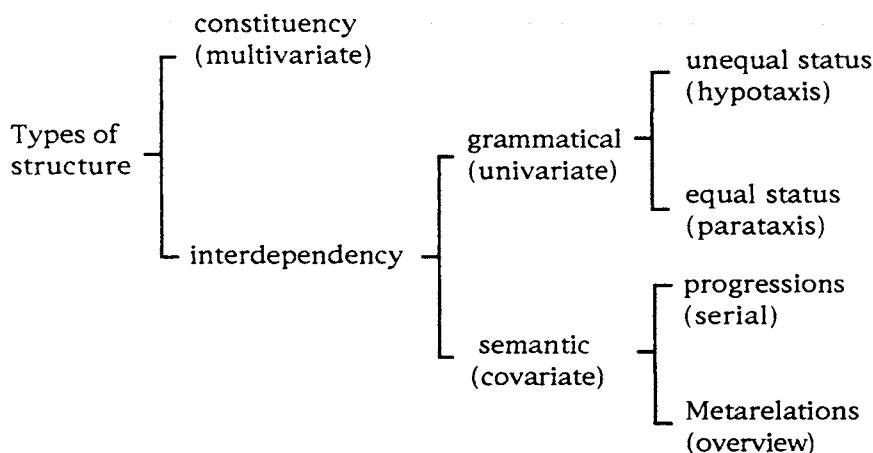 constituency
(multivariate)
Types of
structure
interdependency
grammatical
(univariate)
unequal status
(hypotaxis)
equal status
(parataxis)
semantic
(covariate)
progressions
(serial)
Metarelations
(overview)